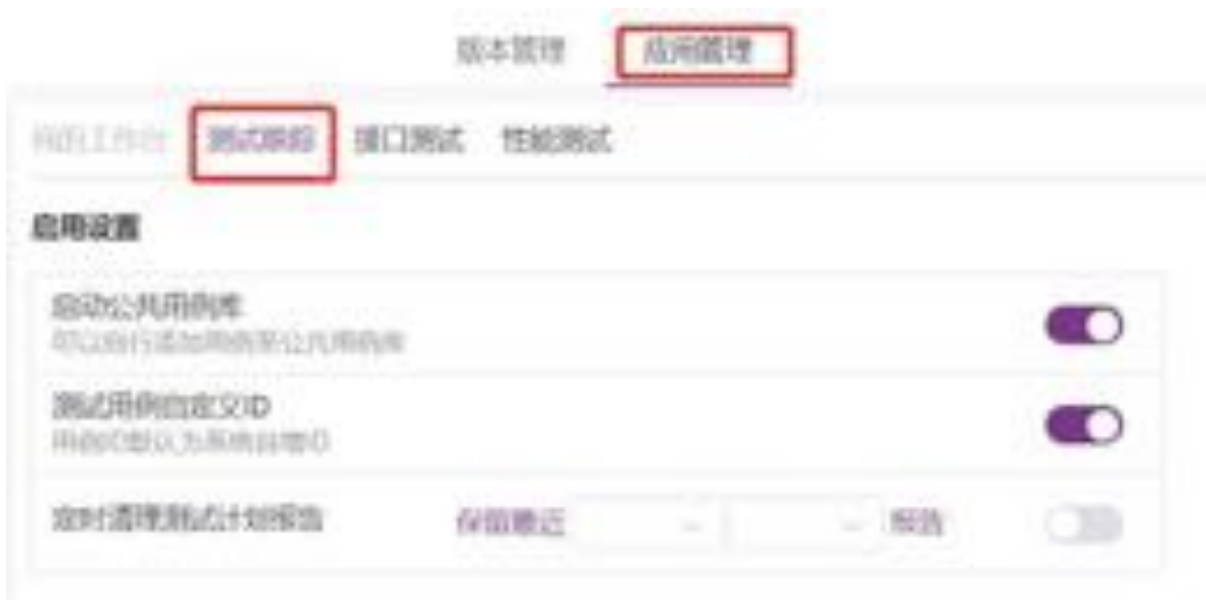 版本管理 应用管理
我的工作台 测试跟踪 接口测试 性能测试
启用设置
启动公共用例库
可以自行添加用例至公共用例库
测试用例自定义ID
用例ID默认为系统自增ID
定时清理测试计划报告 保留最近 报告